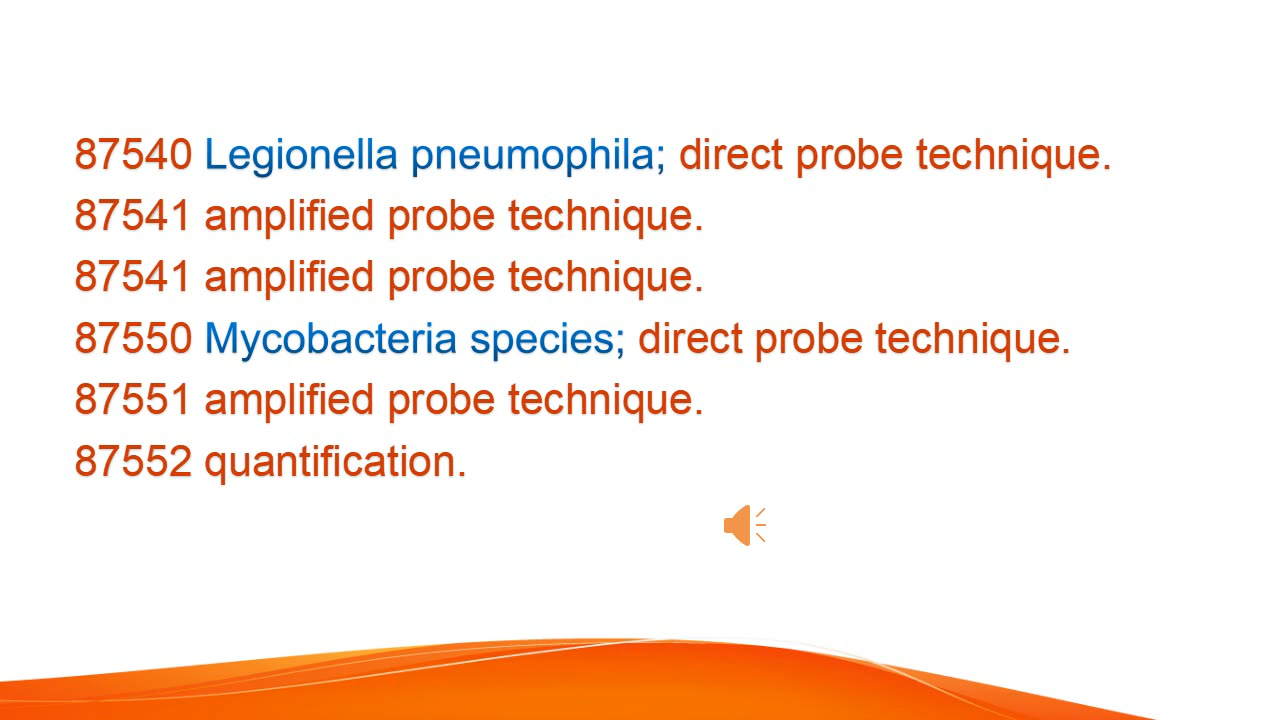 87540 Legionella pneumophila; direct probe technique.
87541 amplified probe technique.
87541 amplified probe technique.
87550 Mycobacteria species; direct probe technique.
87551 amplified probe technique.
87552 quantification.